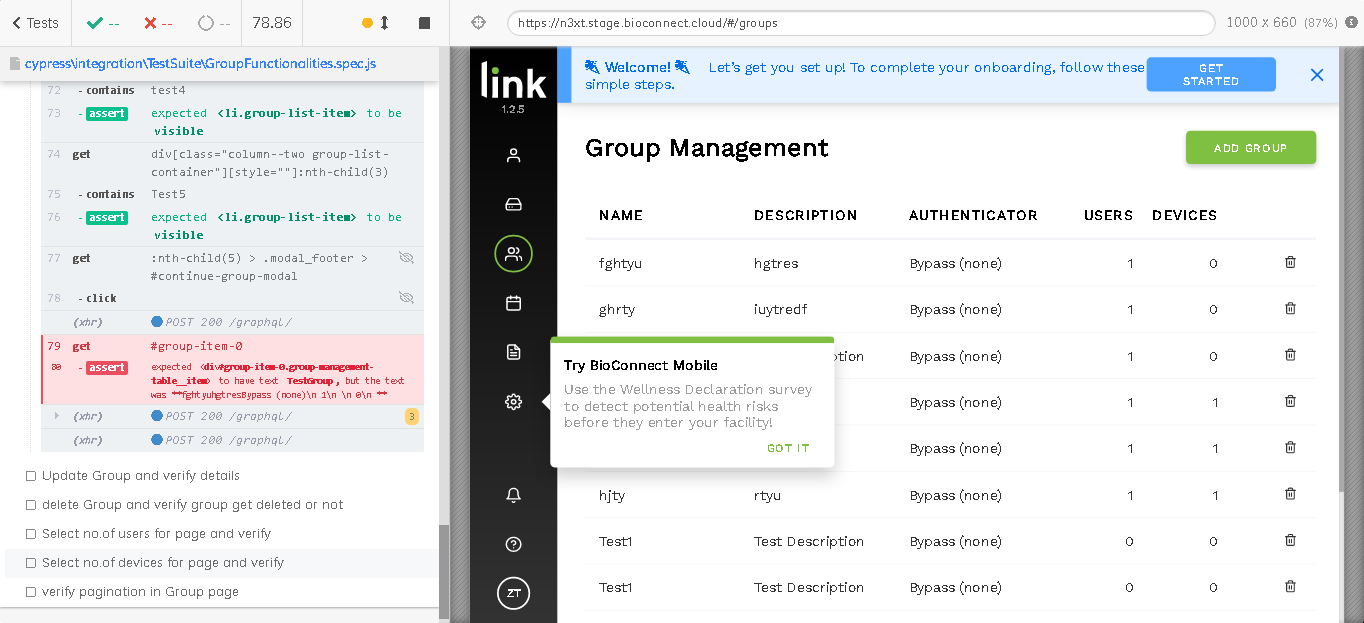 Tests
--
--
--
78.86
https://n3xt.stage.bioconnect.cloud/#/groups
1000 x 660 (87%)
cypress\integration\TestSuite\GroupFunctionalities.spec.js
72 - contains test4
73 - assert expected <li.group-list-item> to be
visible
74 get div[class="column--two group-list-
container"][style=""]:nth-child(3)
75 - contains Test5
76 - assert expected <li.group-list-item> to be
visible
77 get :nth-child(5) > .modal_footer >
#continue-group-modal
78 - click
(xhr) POST 200 /graphql/
79 get #group-item-0
80 - assert expected <div#group-item-0.group-management-
table__item> to have text TestGroup, but the text
was **fghtyuhgtresBypass (none)\n 1\n \n 0\n **
(xhr) POST 200 /graphql/ 3
(xhr) POST 200 /graphql/
Update Group and verify details
delete Group and verify group get deleted or not
Select no.of users for page and verify
Select no.of devices for page and verify
verify pagination in Group page
link
1.2.5
ZT
Welcome! Let's get you set up! To complete your onboarding, follow these
simple steps.
GET
STARTED
Group Management
ADD GROUP
NAME DESCRIPTION AUTHENTICATOR USERS DEVICES
fghtyu hgtres Bypass (none) 1 0
ghrty iuytredf Bypass (none) 1 0
Bypass (none) 1 0
Bypass (none) 1 1
Bypass (none) 1 1
hjty rtyu Bypass (none) 1 1
Test1 Test Description Bypass (none) 0 0
Test1 Test Description Bypass (none) 0 0
Try BioConnect Mobile
Use the Wellness Declaration survey
to detect potential health risks
before they enter your facility!
GOT IT